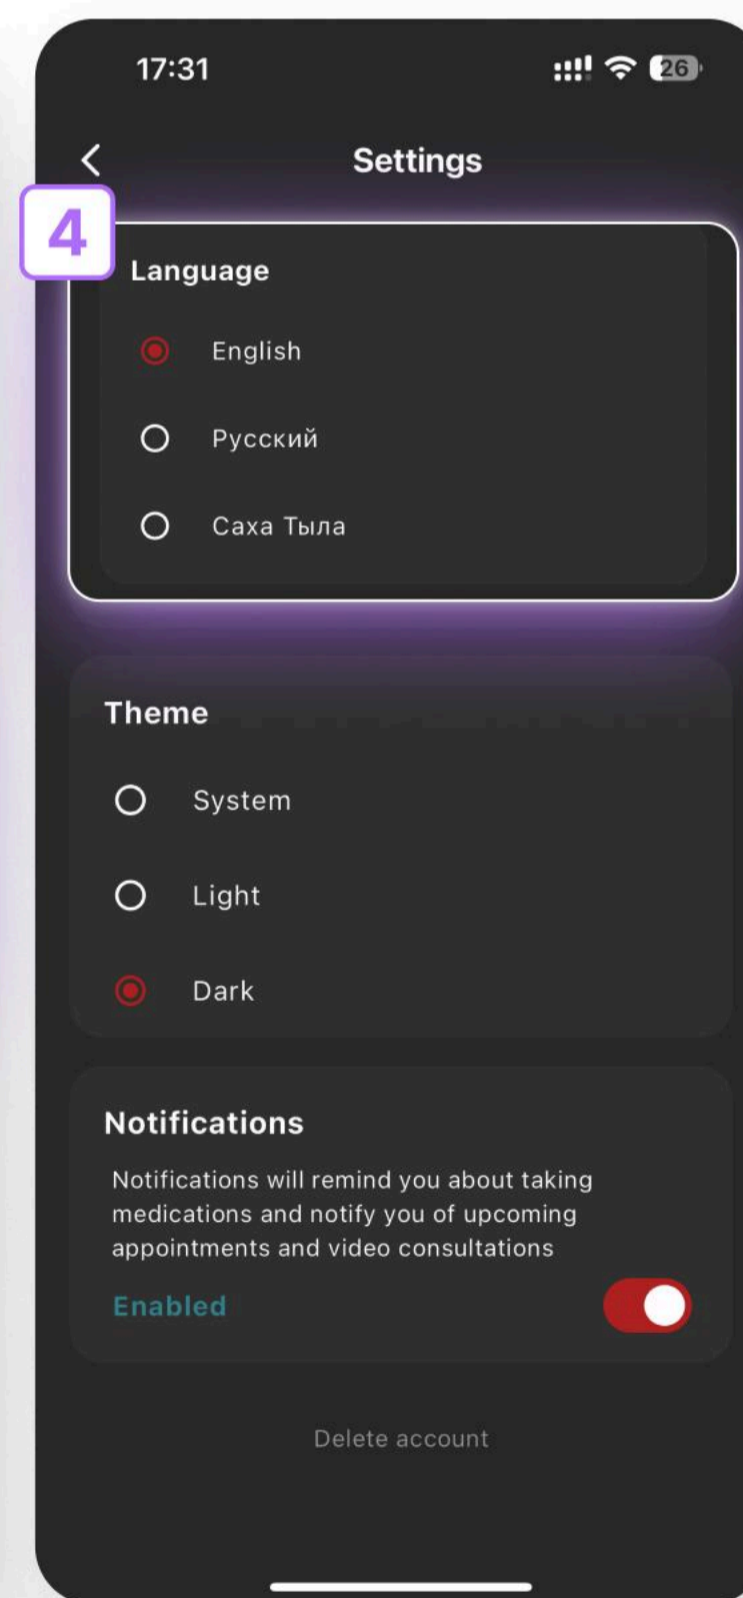 17:31
26
Settings
4
Language
English
Русский
Саха Тыла
Theme
System
Light
Dark
Notifications
Notifications will remind you about taking
medications and notify you of upcoming
appointments and video consultations
Enabled
Delete account